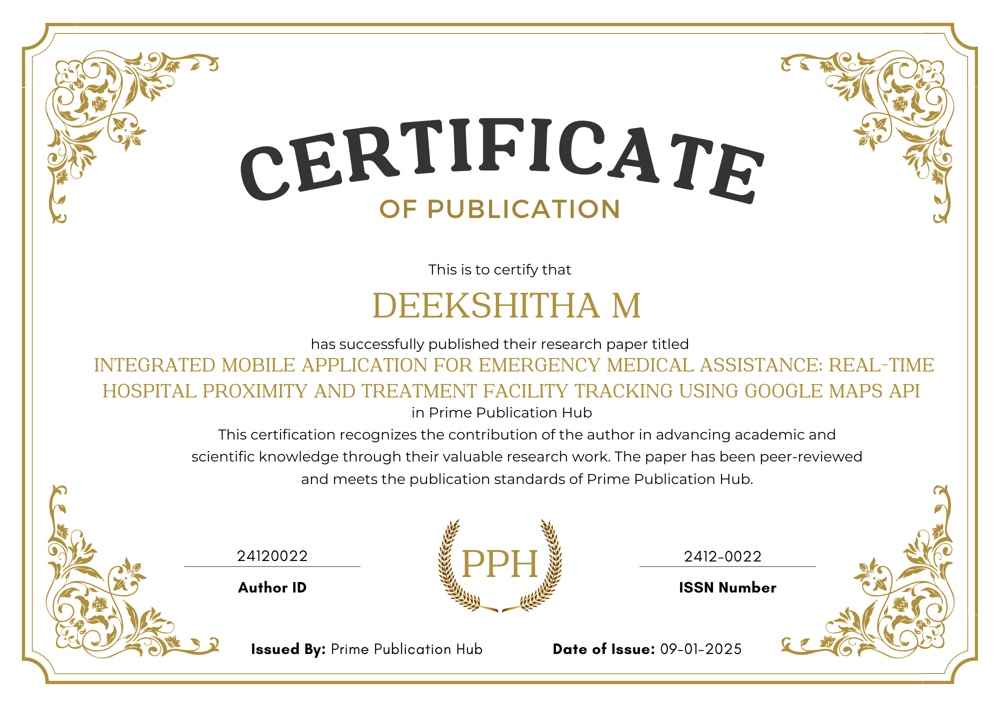 CERTIFICATE
OF PUBLICATION
This is to certify that
DEEKSHITHA M
has successfully published their research paper titled
INTEGRATED MOBILE APPLICATION FOR EMERGENCY MEDICAL ASSISTANCE: REAL-TIME
HOSPITAL PROXIMITY AND TREATMENT FACILITY TRACKING USING GOOGLE MAPS API
in Prime Publication Hub
This certification recognizes the contribution of the author in advancing academic and
scientific knowledge through their valuable research work. The paper has been peer-reviewed
and meets the publication standards of Prime Publication Hub.
24120022
Author ID
PPH
2412-0022
ISSN Number
Issued By: Prime Publication Hub
Date of Issue: 09-01-2025